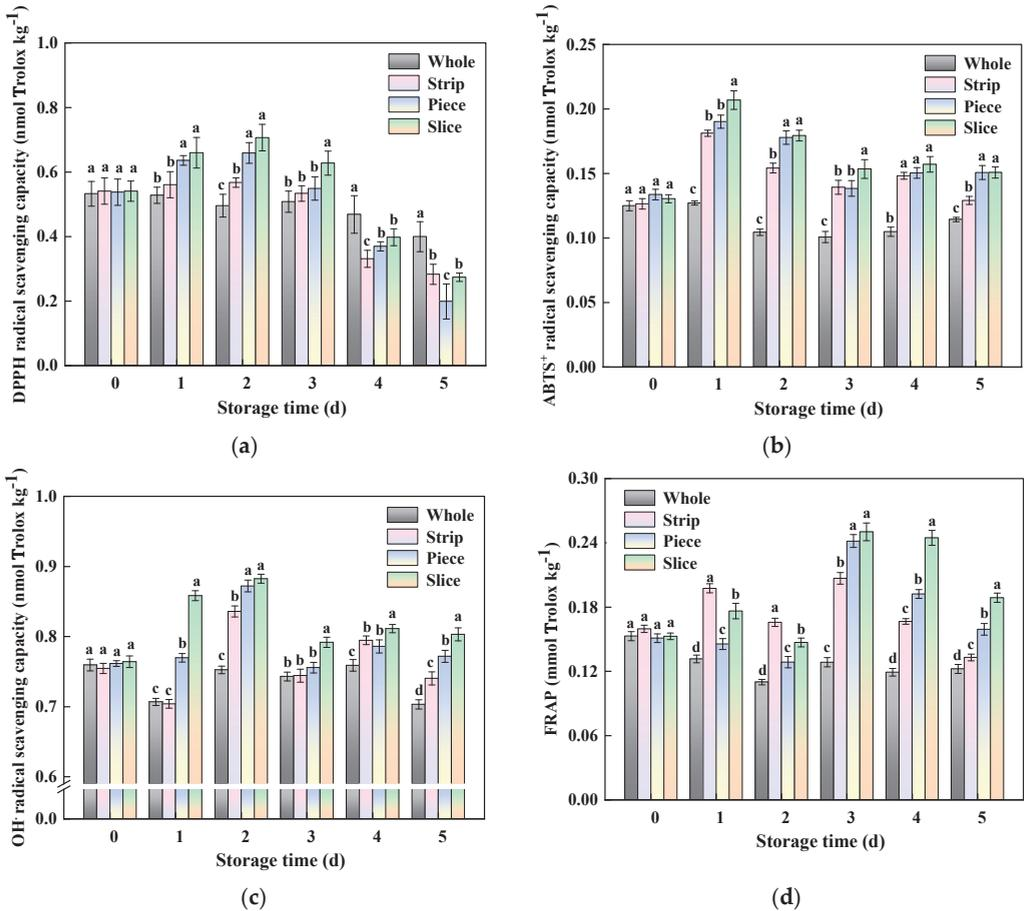 DPPH radical scavenging capacity (nmol Trolox kg⁻¹)
1.0
0.8
0.6
0.4
0.2
0.0
Whole
Strip
Piece
Slice
a a a a
b b a a
c b a a
b b b a
a c b b
a b c b
0 1 2 3 4 5
Storage time (d)
(a)
ABTS⁺ radical scavenging capacity (nmol Trolox kg⁻¹)
0.25
0.20
0.15
0.10
0.05
0.00
Whole
Strip
Piece
Slice
a a a a
c b b a
c b a a
c b b a
b a a a
c b a a
0 1 2 3 4 5
Storage time (d)
(b)
OH· radical scavenging capacity (nmol Trolox kg⁻¹)
1.0
0.9
0.8
0.7
0.6
0.0
Whole
Strip
Piece
Slice
a a a a
c c b a
c b a a
b b b a
c b b a
d c b a
0 1 2 3 4 5
Storage time (d)
(c)
FRAP (mmol Trolox kg⁻¹)
0.30
0.24
0.18
0.12
0.06
0.00
Whole
Strip
Piece
Slice
a a a a
d a c b
d a c b
c b a a
d c b a
d c b a
0 1 2 3 4 5
Storage time (d)
(d)